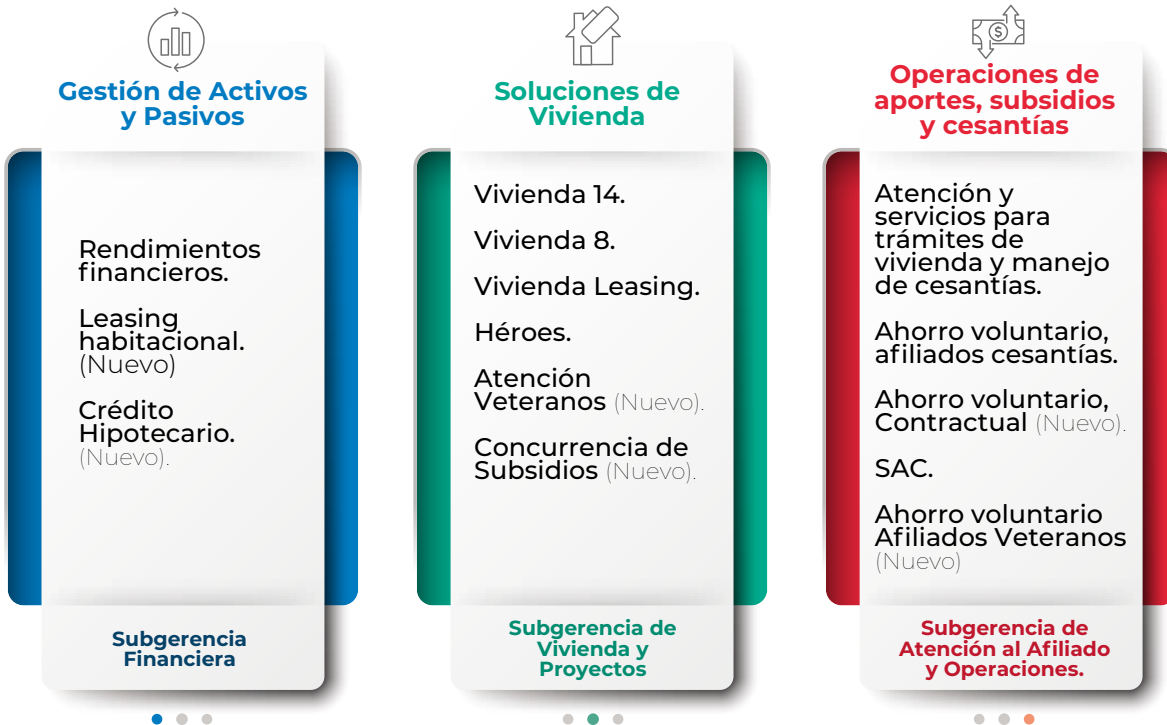 Gestión de Activos
y Pasivos
Rendimientos
financieros.
Leasing
habitacional.
(Nuevo)
Crédito
Hipotecario.
(Nuevo).
Subgerencia
Financiera
Soluciones de
Vivienda
Vivienda 14.
Vivienda 8.
Vivienda Leasing.
Héroes.
Atención
Veteranos (Nuevo).
Concurrencia de
Subsidios (Nuevo).
Subgerencia de
Vivienda y
Proyectos
Operaciones de
aportes, subsidios
y cesantías
Atención y
servicios para
trámites de
vivienda y manejo
de cesantías.
Ahorro voluntario,
afiliados cesantías.
Ahorro voluntario,
Contractual (Nuevo).
SAC.
Ahorro voluntario
Afiliados Veteranos
(Nuevo)
Subgerencia de
Atención al Afiliado
y Operaciones.